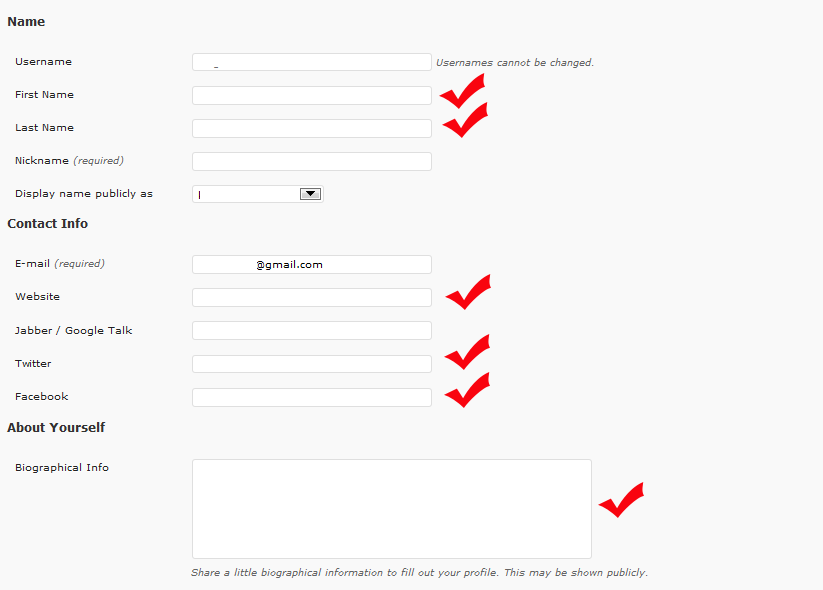 Name
Username Usernames cannot be changed.
First Name
Last Name
Nickname (required)
Display name publicly as
Contact Info
E-mail (required) @gmail.com
Website
Jabber / Google Talk
Twitter
Facebook
About Yourself
Biographical Info
Share a little biographical information to fill out your profile. This may be shown publicly.